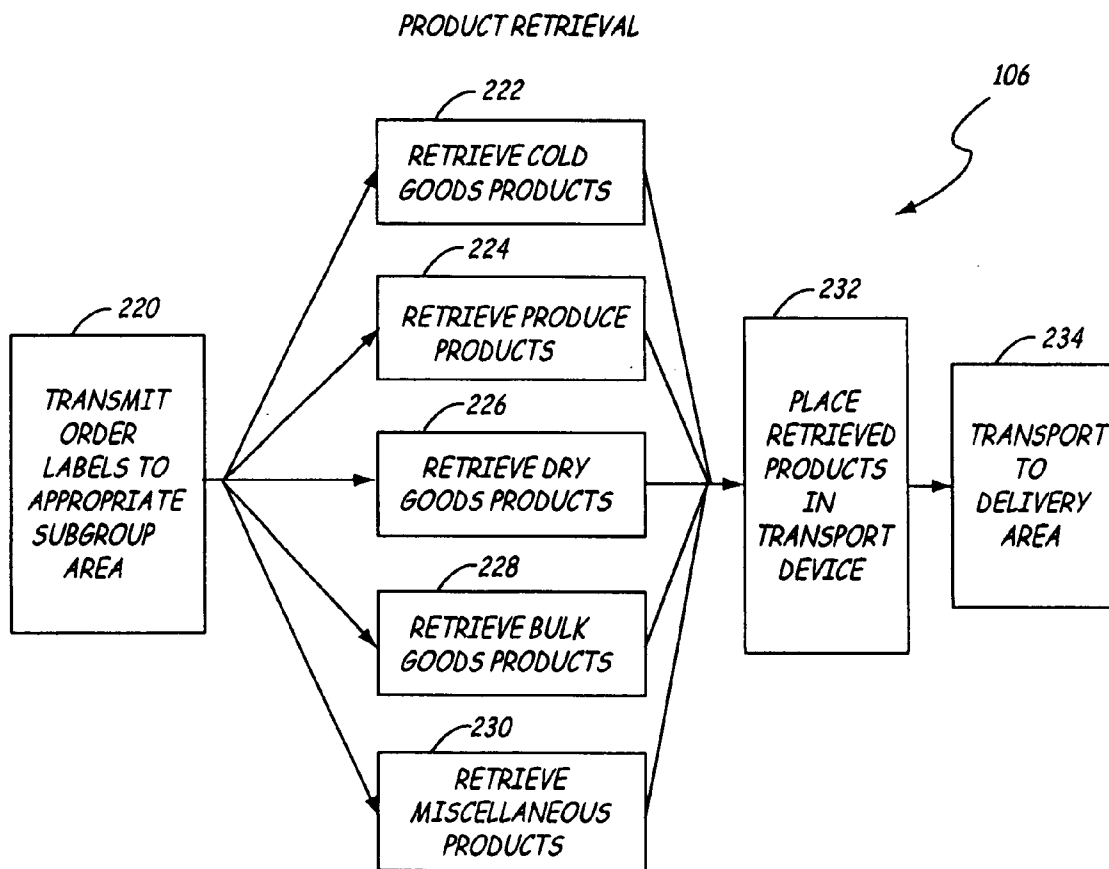 PRODUCT RETRIEVAL
106
222
RETRIEVE COLD
GOODS PRODUCTS
224
RETRIEVE PRODUCE
PRODUCTS
220
TRANSMIT
ORDER
LABELS TO
APPROPRIATE
SUBGROUP
AREA
226
RETRIEVE DRY
GOODS PRODUCTS
228
RETRIEVE BULK
GOODS PRODUCTS
230
RETRIEVE
MISCELLANEOUS
PRODUCTS
232
PLACE
RETRIEVED
PRODUCTS
IN
TRANSPORT
DEVICE
234
TRANSPORT
TO
DELIVERY
AREA